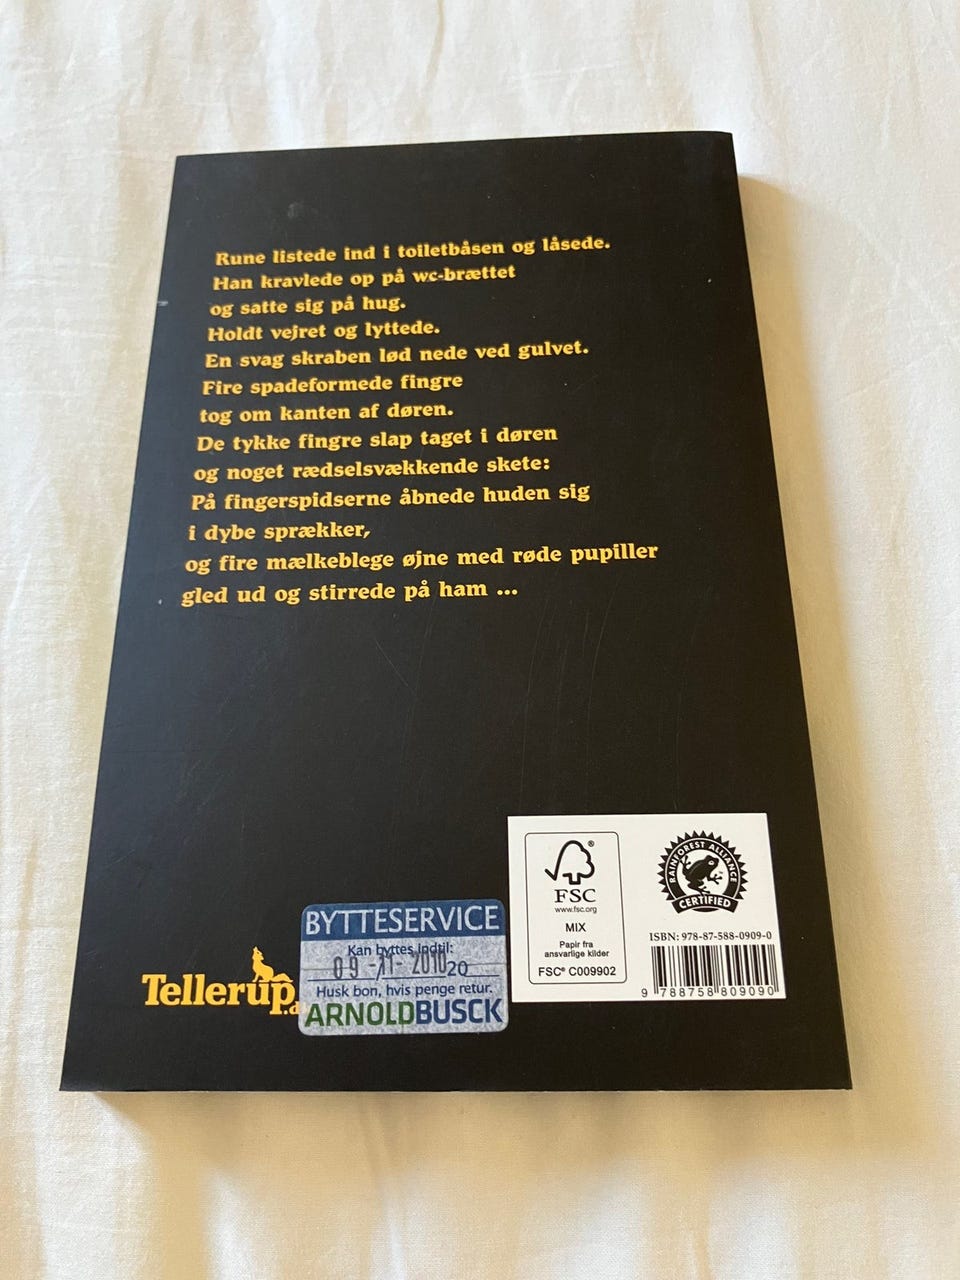 Rune listede ind i toiletbåsen og låsede.
Han kravlede op på wc-brættet
og satte sig på hug.
Holdt vejret og lyttede.
En svag skraben lød nede ved gulvet.
Fire spadeformede fingre
tog om kanten af døren.
De tykke fingre slap taget i døren
og noget rædselsvækkende skete:
På fingerspidserne åbnede huden sig
i dybe sprækker,
og fire mælkeblege øjne med røde pupiller
gled ud og stirrede på ham ...
FSC®
www.fsc.org
MIX
Papir fra
ansvarlige kilder
FSC® C009902
RAINFOREST ALLIANCE
CERTIFIED
ISBN: 978-87-588-0909-0
9 788758 809090
Tellerup.d
BYTTESERVICE
Kan byttes indtil:
09 - 2010 20
Husk bon, hvis penge retur.
ARNOLDBUSCK